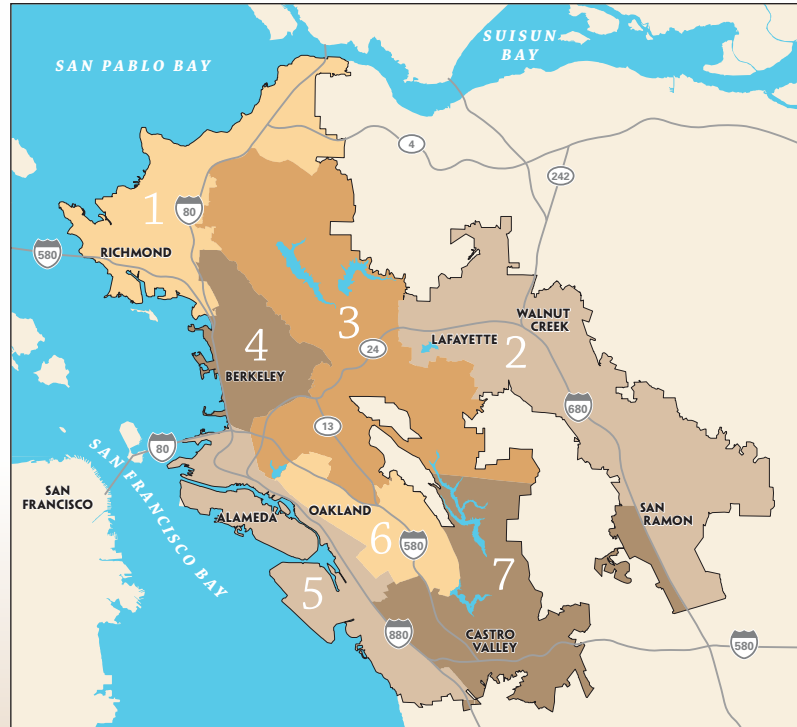 SAN PABLO BAY
SUISUN
BAY
4
242
1
80
RICHMOND
580
3
WALNUT
CREEK
LAFAYETTE
2
24
4
BERKELEY
680
13
80
SAN
FRANCISCO
SAN FRANCISCO BAY
ALAMEDA
OAKLAND
SAN
RAMON
6
580
7
5
880
CASTRO
VALLEY
580